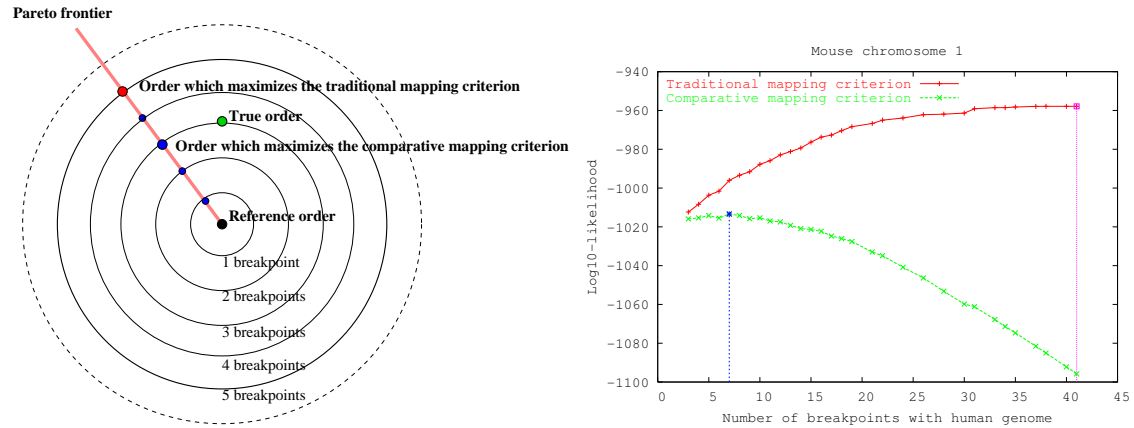 Pareto frontier
Order which maximizes the traditional mapping criterion
True order
Order which maximizes the comparative mapping criterion
Reference order
1 breakpoint
2 breakpoints
3 breakpoints
4 breakpoints
5 breakpoints
Mouse chromosome 1
Traditional mapping criterion
Comparative mapping criterion
Log10-likelihood
-940
-960
-980
-1000
-1020
-1040
-1060
-1080
-1100
0 5 10 15 20 25 30 35 40 45
Number of breakpoints with human genome